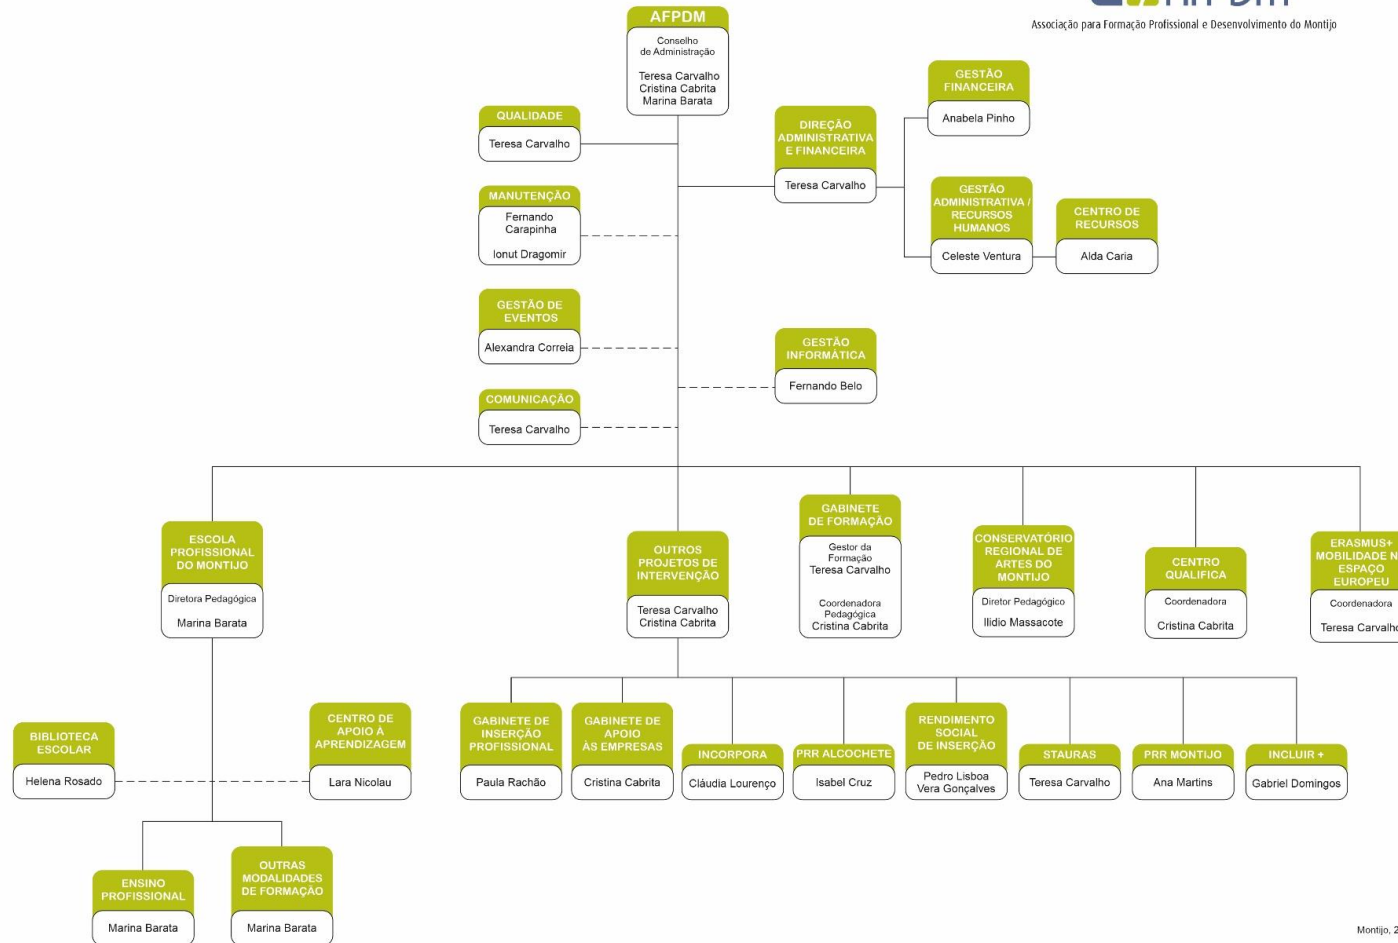 AFPDM
Associação para Formação Profissional e Desenvolvimento do Montijo
AFPDM
Conselho
de Administração
Teresa Carvalho
Cristina Cabrita
Marina Barata
QUALIDADE
Teresa Carvalho
DIREÇÃO
ADMINISTRATIVA
E FINANCEIRA
Teresa Carvalho
GESTÃO
FINANCEIRA
Anabela Pinho
MANUTENÇÃO
Fernando
Carapinha
Ionut Dragomir
GESTÃO
ADMINISTRATIVA /
RECURSOS
HUMANOS
Celeste Ventura
CENTRO DE
RECURSOS
Alda Caria
GESTÃO DE
EVENTOS
Alexandra Correia
GESTÃO
INFORMÁTICA
Fernando Belo
COMUNICAÇÃO
Teresa Carvalho
ESCOLA
PROFISSIONAL
DO MONTIJO
Diretora Pedagógica
Marina Barata
OUTROS
PROJETOS DE
INTERVENÇÃO
Teresa Carvalho
Cristina Cabrita
GABINETE
DE FORMAÇÃO
Gestor da
Formação
Teresa Carvalho
Coordenadora
Pedagógica
Cristina Cabrita
CONSERVATÓRIO
REGIONAL DE
ARTES DO
MONTIJO
Diretor Pedagógico
Ilidio Massacote
CENTRO
QUALIFICA
Coordenadora
Cristina Cabrita
ERASMUS+
MOBILIDADE
ESPAÇO
EUROPEU
Coordenadora
Teresa Carvalho
BIBLIOTECA
ESCOLAR
Helena Rosado
CENTRO DE
APOIO À
APRENDIZAGEM
Lara Nicolau
GABINETE DE
INSERÇÃO
PROFISSIONAL
Paula Rachão
GABINETE DE
APOIO
ÀS EMPRESAS
Cristina Cabrita
INCORPORA
Cláudia Lourenço
PRR ALCOCHETE
Isabel Cruz
RENDIMENTO
SOCIAL
DE INSERÇÃO
Pedro Lisboa
Vera Gonçalves
STAURAS
Teresa Carvalho
PRR MONTIJO
Ana Martins
INCLUIR +
Gabriel Domingos
ENSINO
PROFISSIONAL
Marina Barata
OUTRAS
MODALIDADES
DE FORMAÇÃO
Marina Barata
Montijo,